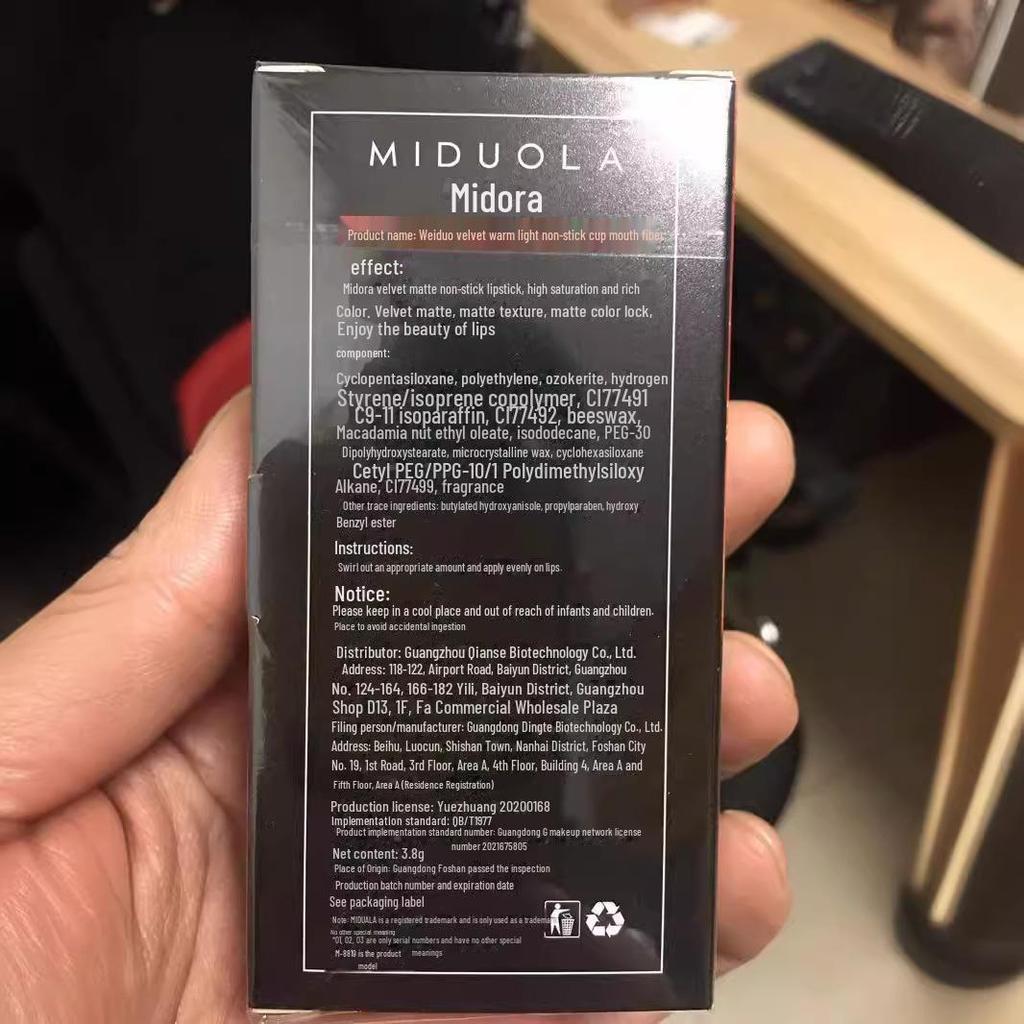 MIDUOLA
Midora
Product name: Weiduo velvet warm light non-stick cup mouth fiber
effect:
Midora velvet matte non-stick lipstick, high saturation and rich
Color. Velvet matte, matte texture, matte color lock,
Enjoy the beauty of lips
component:
Cyclopentasiloxane, polyethylene, ozokerite, hydrogen
Styrene/isoprene copolymer, CI77491
C9-11 isoparaffin, CI77492, beeswax,
Macadamia nut ethyl oleate, isododecane, PEG-30
Dipolyhydroxystearate, microcrystalline wax, cyclohexasiloxane
Cetyl PEG/PPG-10/1 Polydimethylsiloxy
Alkane, CI77499, fragrance
Other trace ingredients: butylated hydroxyanisole, propylparaben, hydroxy
Benzyl ester
Instructions:
Swirl out an appropriate amount and apply evenly on lips.
Notice:
Please keep in a cool place and out of reach of infants and children.
Place to avoid accidental ingestion
Distributor: Guangzhou Qianse Biotechnology Co., Ltd.
Address: 118-122, Airport Road, Baiyun District, Guangzhou
No. 124-164, 166-182 Yili, Baiyun District, Guangzhou
Shop D13, 1F, Fa Commercial Wholesale Plaza
Filing person/manufacturer: Guangdong Dingte Biotechnology Co., Ltd.
Address: Beihu, Luocun, Shishan Town, Nanhai District, Foshan City
No. 19, 1st Road, 3rd Floor, Area A, 4th Floor, Building 4, Area A and
Fifth Floor, Area A (Residence Registration)
Production license: Yuezhuang 20200168
Implementation standard: QB/T1977
Product implementation standard number: Guangdong G makeup network license
number 2021675805
Net content: 3.8g
Place of Origin: Guangdong Foshan passed the inspection
Production batch number and expiration date
See packaging label
Note: MIDUALA is a registered trademark and is only used as a trademark
No other special meaning
*01, 02, 03 are only serial numbers and have no other special
meanings
M-8819 is the product
model